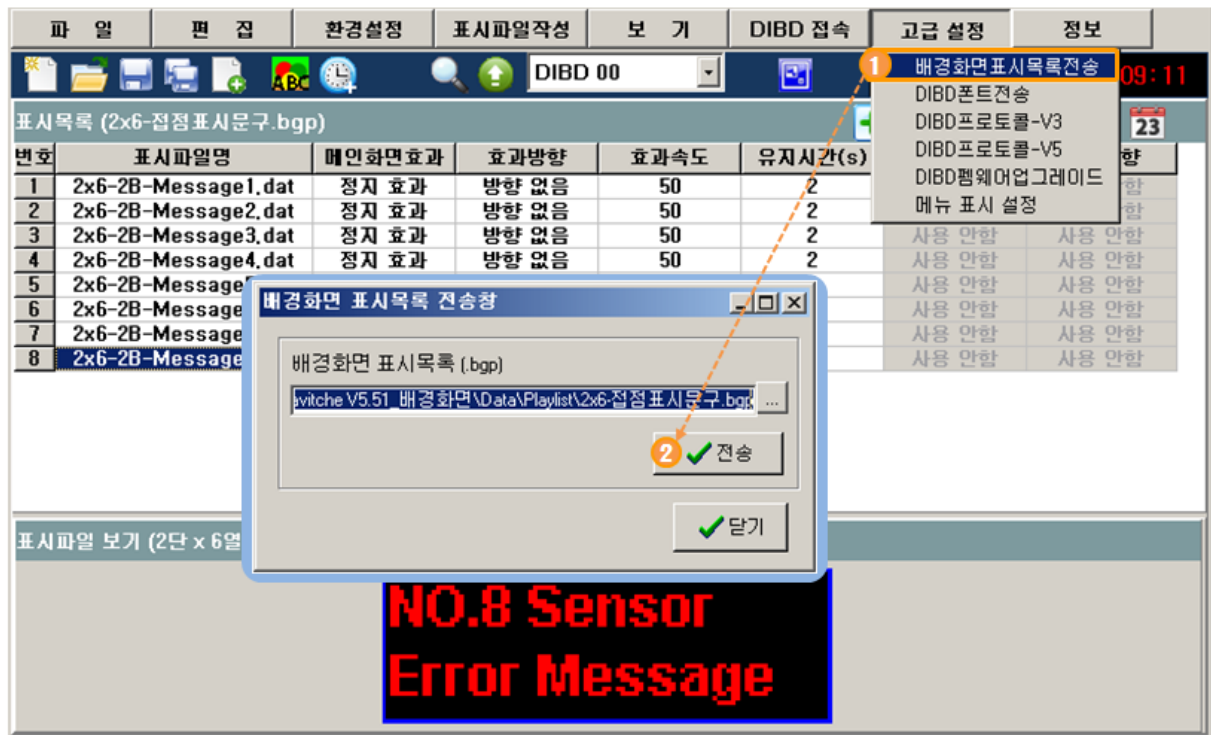 파 일 편 집 환경설정 표시파일작성 보 기 DIBD 접속 고급 설정 정보
DIBD 00 09:11
1 배경화면표시목록전송
DIBD폰트전송
DIBD프로토콜-V3
DIBD프로토콜-V5
DIBD펌웨어업그레이드
메뉴 표시 설정
표시목록 (2x6-접점표시문구.bgp) 23
번호 표시파일명 메인화면효과 효과방향 효과속도 유지시간(s) 향
1 2x6-2B-Message1.dat 정지 효과 방향 없음 50 2 함
2 2x6-2B-Message2.dat 정지 효과 방향 없음 50 2 함
3 2x6-2B-Message3.dat 정지 효과 방향 없음 50 2 사용 안함 사용 안함
4 2x6-2B-Message4.dat 정지 효과 방향 없음 50 2 사용 안함 사용 안함
5 2x6-2B-Message 사용 안함 사용 안함
6 2x6-2B-Message 사용 안함 사용 안함
7 2x6-2B-Message 사용 안함 사용 안함
8 2x6-2B-Message 사용 안함 사용 안함
배경화면 표시목록 전송창
배경화면 표시목록 (.bgp)
witche V5.51_배경화면\Data\Playlist\2x6-접점표시문구.bgp ...
2 전송
닫기
표시파일 보기 (2단 x 6열
NO.8 Sensor
Error Message